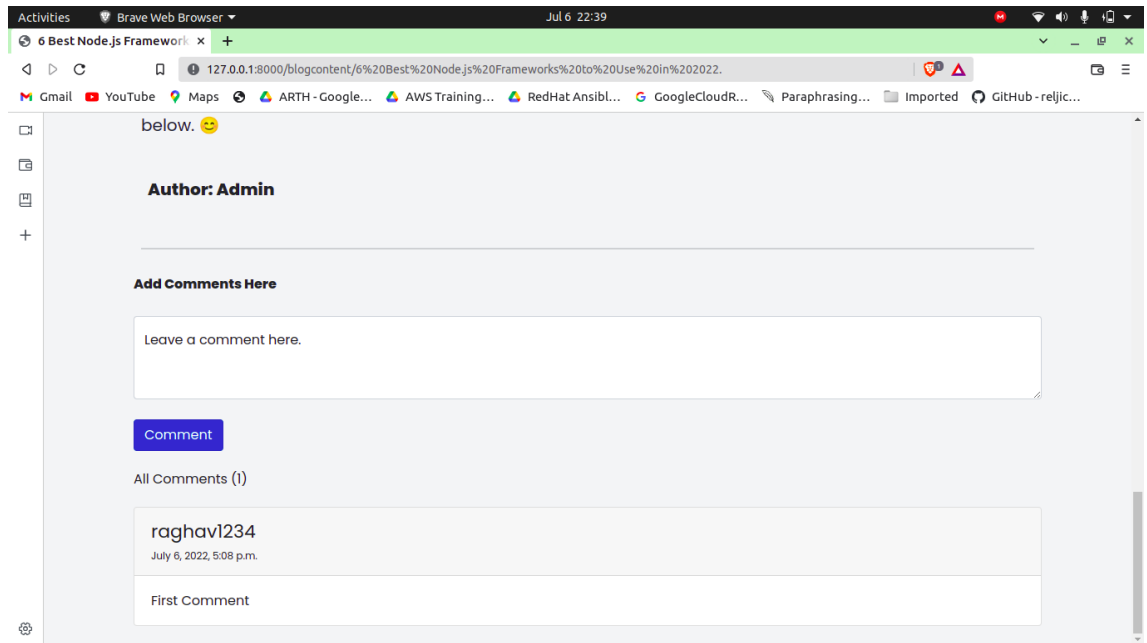 Activities Brave Web Browser Jul 6 22:39
6 Best Node.js Framework
127.0.0.1:8000/blogcontent/6%20Best%20Node.js%20Frameworks%20to%20Use%20in%202022.
Gmail YouTube Maps ARTH - Google... AWS Training... RedHat Ansibl... GoogleCloudR... Paraphrasing... Imported GitHub - reljic...
below. 😊
Author: Admin
Add Comments Here
Leave a comment here.
Comment
All Comments (1)
raghav1234
July 6, 2022, 5:08 p.m.
First Comment